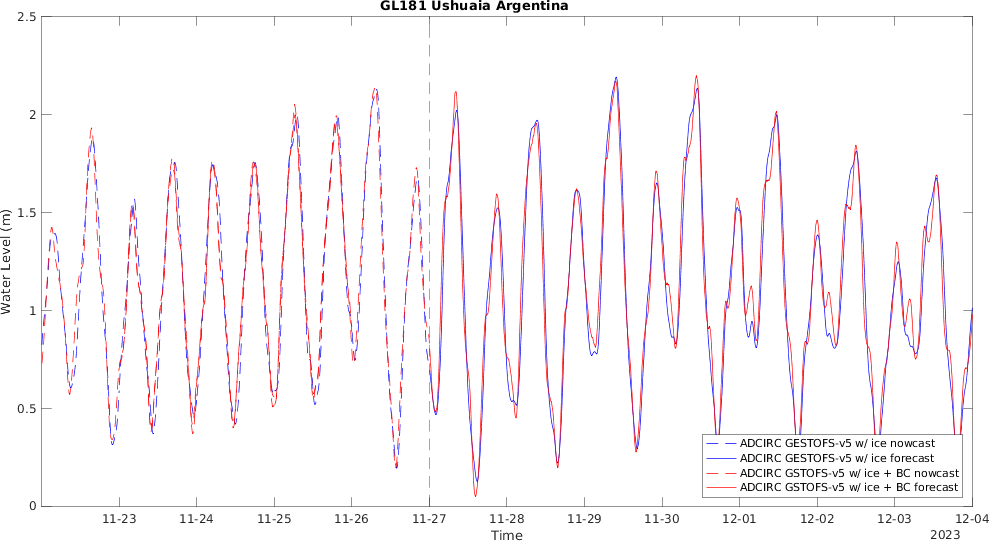 GL181 Ushuaia Argentina
2.5
2
1.5
1
0.5
0
Water Level (m)
ADCIRC GESTOFS-v5 w/ ice nowcast
ADCIRC GESTOFS-v5 w/ ice forecast
ADCIRC GSTOFS-v5 w/ ice + BC nowcast
ADCIRC GSTOFS-v5 w/ ice + BC forecast
11-23 11-24 11-25 11-26 11-27 11-28 11-29 11-30 12-01 12-02 12-03 12-04
Time
2023